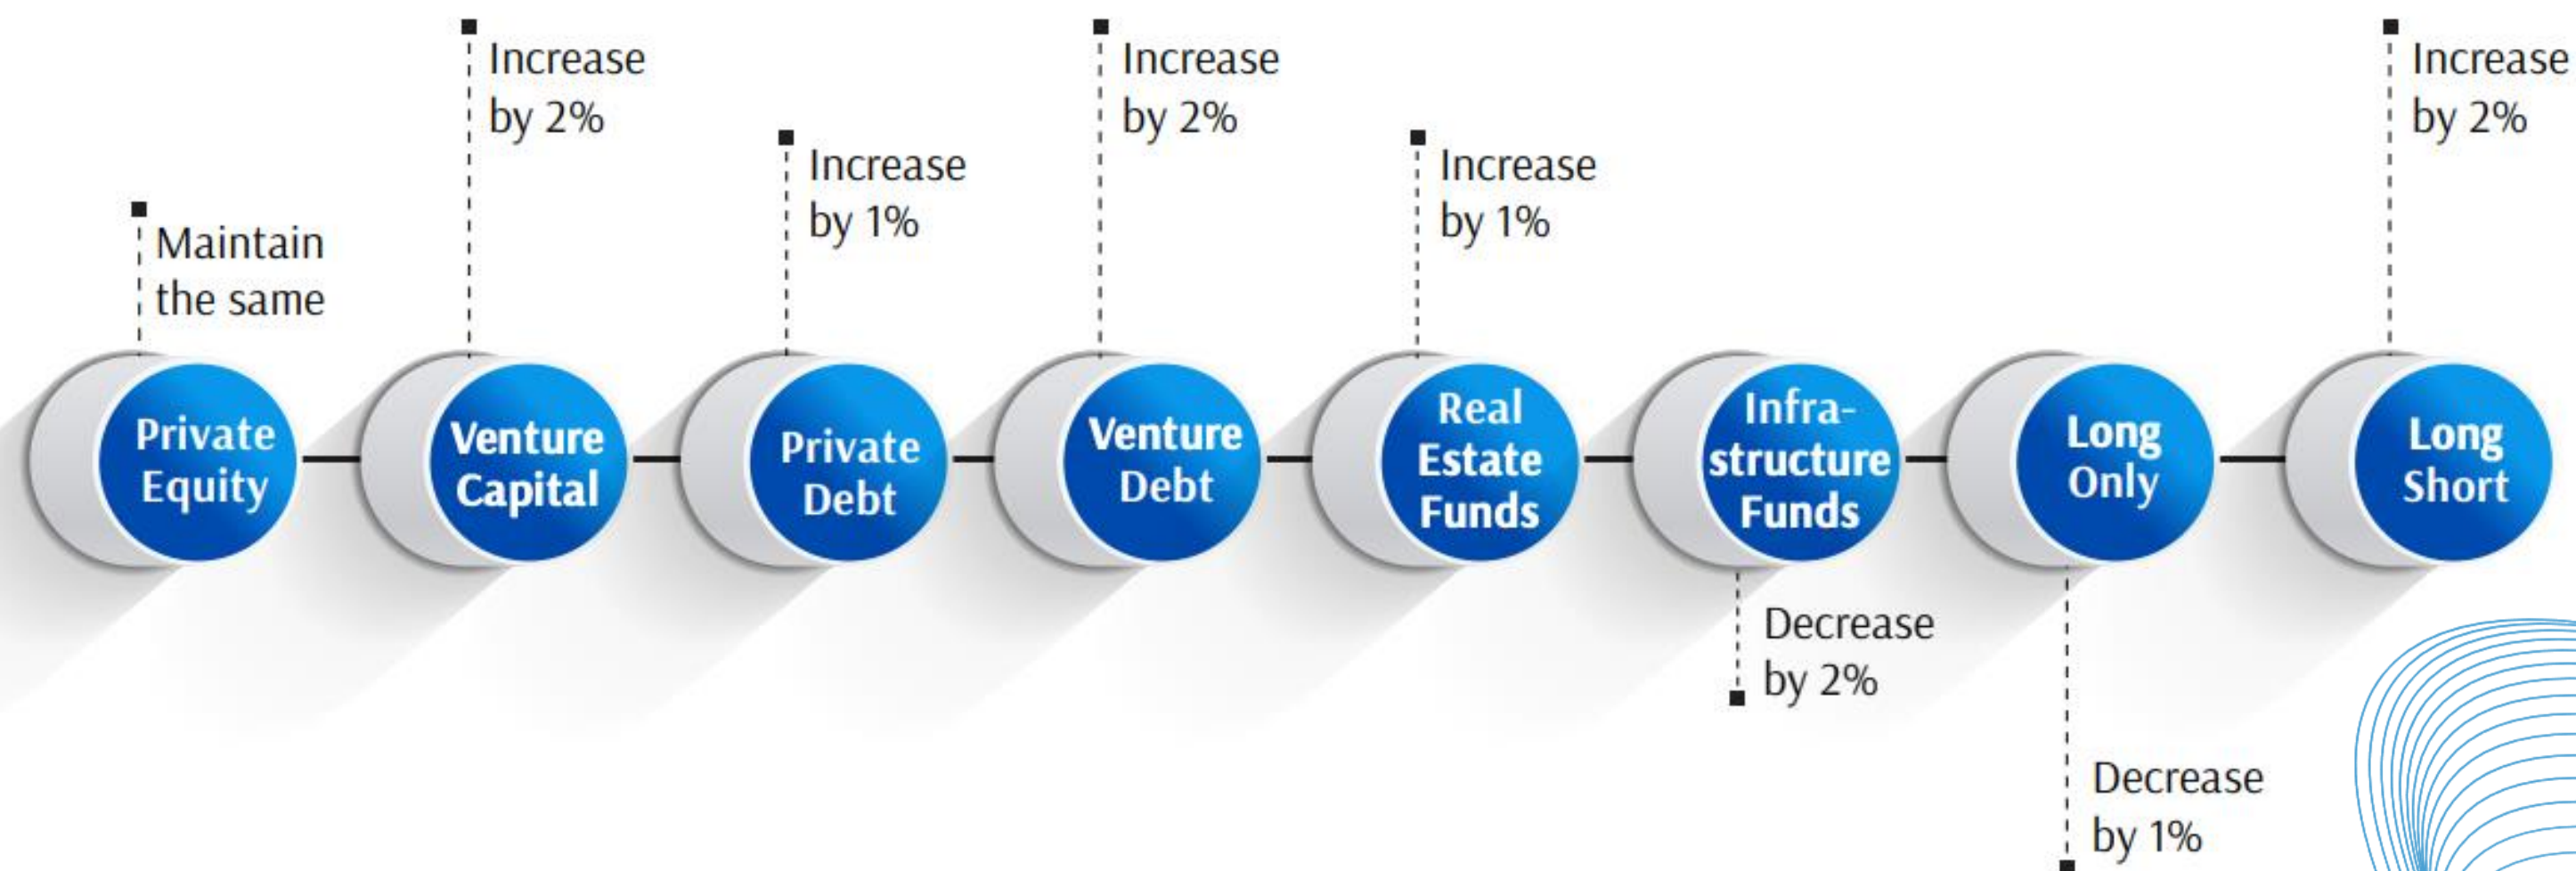 Maintain
the same
Increase
by 2%
Increase
by 1%
Increase
by 2%
Increase
by 1%
Increase
by 2%
Private
Equity
Venture
Capital
Private
Debt
Venture
Debt
Real
Estate
Funds
Infra-
structure
Funds
Long
Only
Long
Short
Decrease
by 2%
Decrease
by 1%